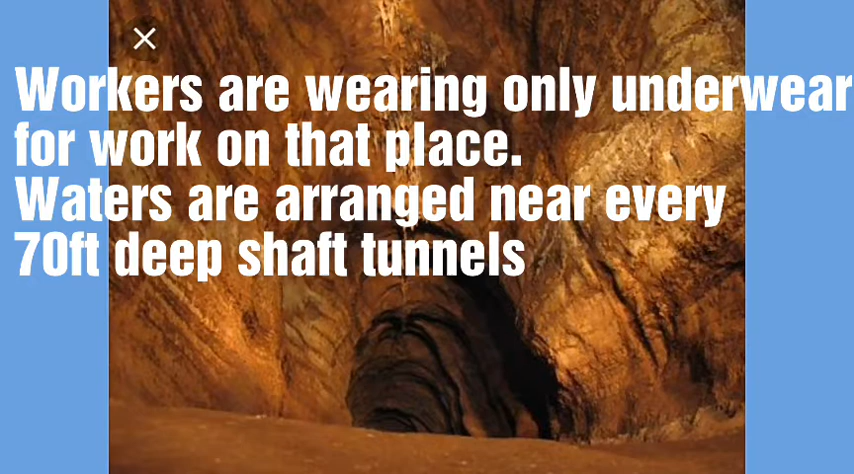 Workers are wearing only underwear
for work on that place.
Waters are arranged near every
70ft deep shaft tunnels